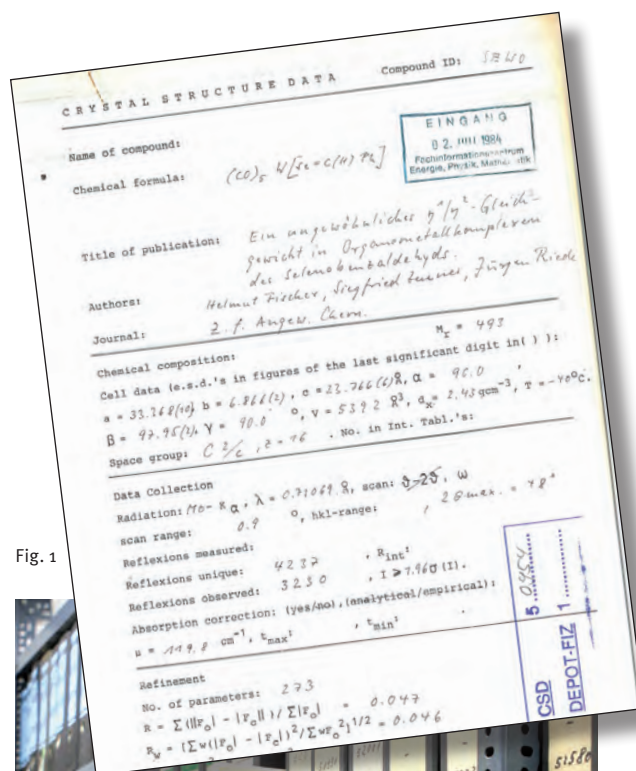 CRYSTAL STRUCTURE DATA Compound ID: SEWO
Name of compound:
EINGANG
02. 1984
Fachinformationszentrum
Energie, Physik, Mathematik
Chemical formula: (CO)5 W[Se=C(H) Ph]
Title of publication: Ein ungewöhnliches η¹/η²-Gleich-
gewicht in Organometallkomplexen
des Selenobenzaldehyds.
Authors: Helmut Fischer, Siegfried Zeuner, Jürgen Riede
Journal: Z. f. Angew. Chem.
Chemical composition: Mr = 493
Cell data (e.s.d.'s in figures of the last significant digit in( ) ):
a = 33.268(10) b = 6.866(2), c = 23.766(6)Å, α = 90.0
β = 97.95(2), γ = 90.0 °, V = 5392 Å³, dx= 2.43 gcm⁻³, T = -40°C.
Space group: C 2/c , Z = 16 . No. in Int. Tabl.'s:
Data Collection
Radiation: Mo- Kα, λ = 0.71069 Å, scan: ϑ-2ϑ, ω
scan range: 0.9 °, hkl-range: , 2θmax. = 48°
Reflexions measured:
Reflexions unique: 4237 , Rint:
Reflexions observed: 3250 , I ≥ 1.96σ(I).
Absorption correction: (yes/no),(analytical/empirical):
μ = 119.8 cm⁻¹, tmax: , tmin: .
Refinement
No. of parameters: 273
R = Σ(||Fo| - |Fc||)/Σ|Fo| = 0.047
Rw = [Σw(|Fo| - |Fc|)²/ΣwFo²]1/2 = 0.046
CSD 5
DEPOT-FIZ 1
Fig. 1
51580